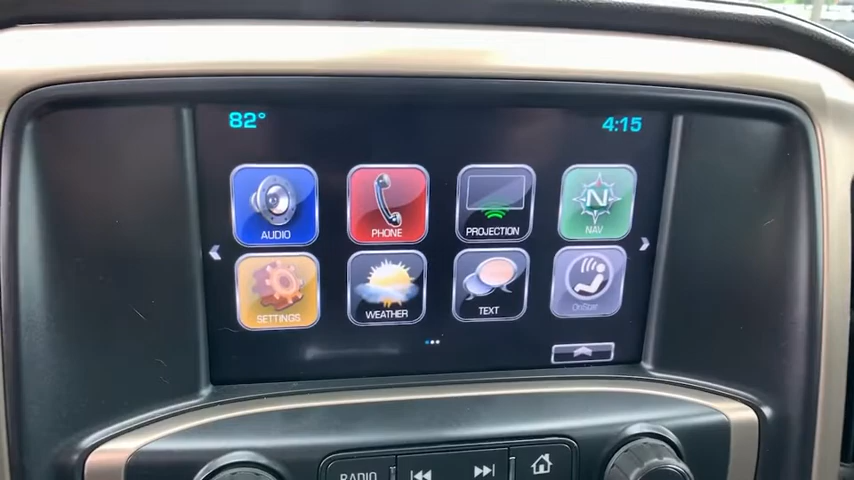 82° 4:15
AUDIO PHONE PROJECTION N NAV
SETTINGS WEATHER TEXT OnStar
RADIO